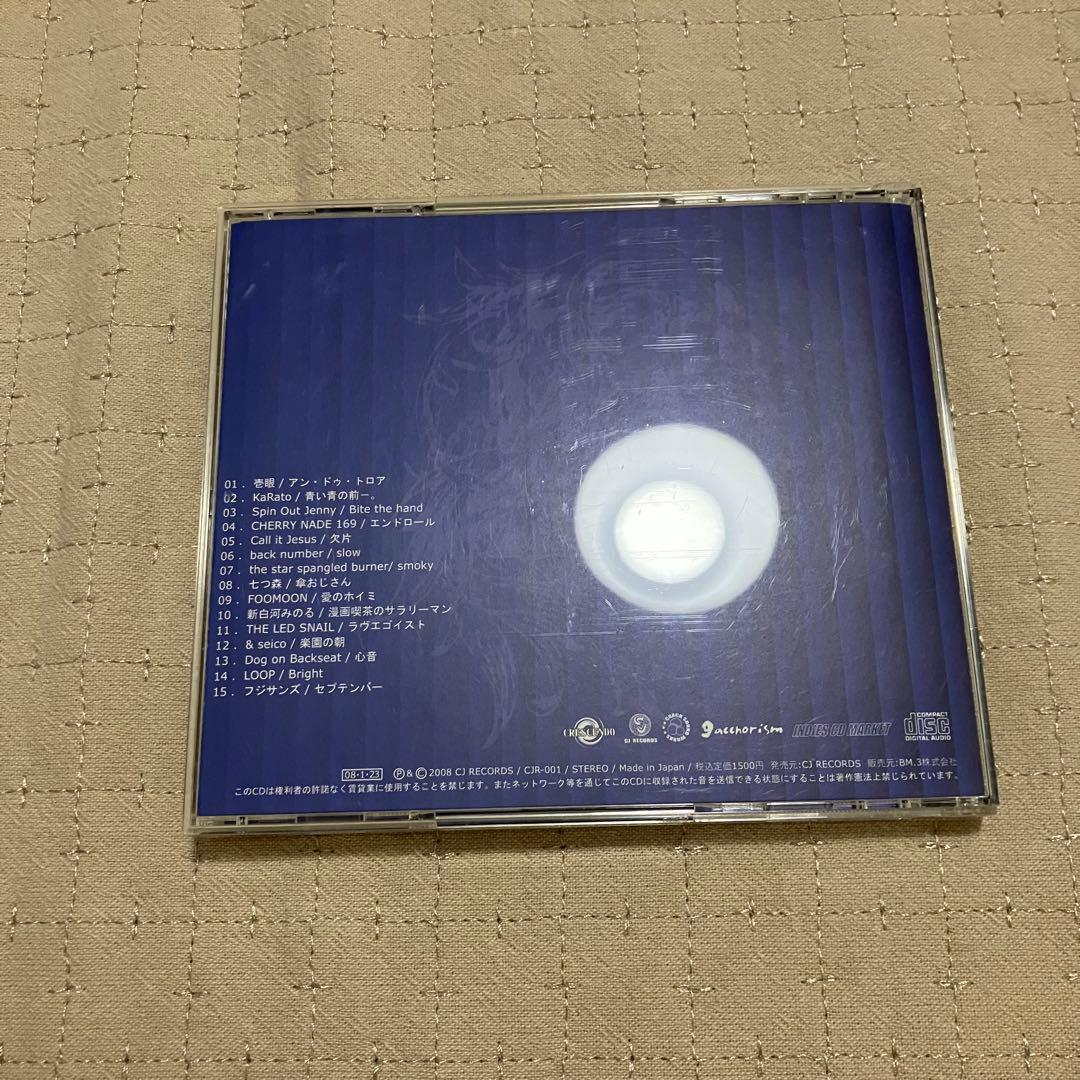 01. 壱眼 / アン・ドゥ・トロア
02. KaRato / 青い青の前ー。
03. Spin Out Jenny / Bite the hand
04. CHERRY NADE 169 / エンドロール
05. Call it Jesus / 欠片
06. back number / slow
07. the star spangled burner/ smoky
08. 七つ森 / 傘おじさん
09. FOOMOON / 愛のホイミ
10. 新白河みのる / 漫画喫茶のサラリーマン
11. THE LED SNAIL / ラヴエゴイスト
12. & seico / 楽園の朝
13. Dog on Backseat / 心音
14. LOOP / Bright
15. フジサンズ / セプテンバー
CRESCENDO
CJ RECORDS
gacchorism
INDIES CD MARKET
COMPACT disc DIGITAL AUDIO
08・1・23 Ⓟ&© 2008 CJ RECORDS / CJR-001 / STEREO / Made in Japan / 税込定価1500円 発売元:CJ RECORDS 販売元:BM.3株式会社
このCDは権利者の許諾なく賃貸業に使用することを禁じます。またネットワーク等を通じてこのCDに収録された音を送信できる状態にすることは著作権法上禁じられています。